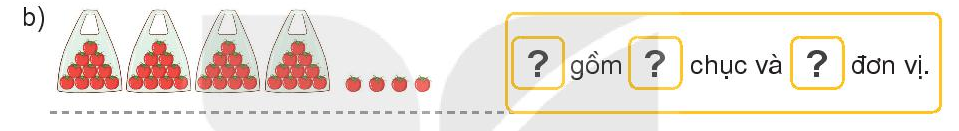 b)
? gồm ? chục và ? đơn vị.